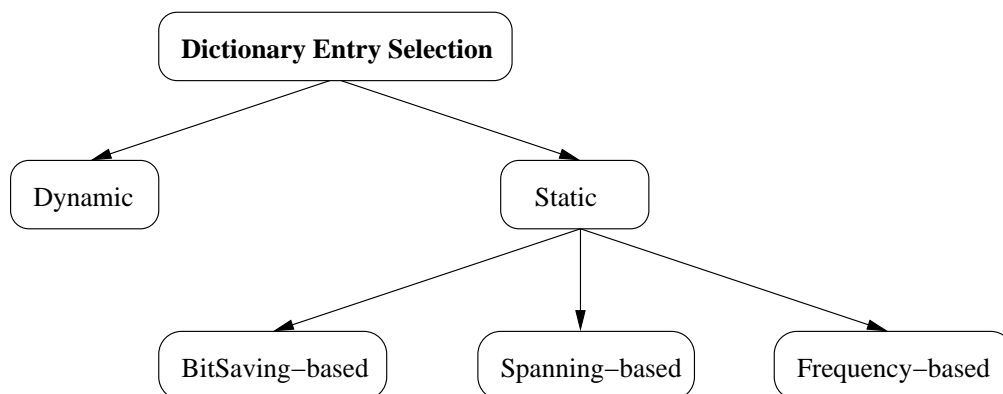 Dictionary Entry Selection
Dynamic
Static
BitSaving−based
Spanning−based
Frequency−based